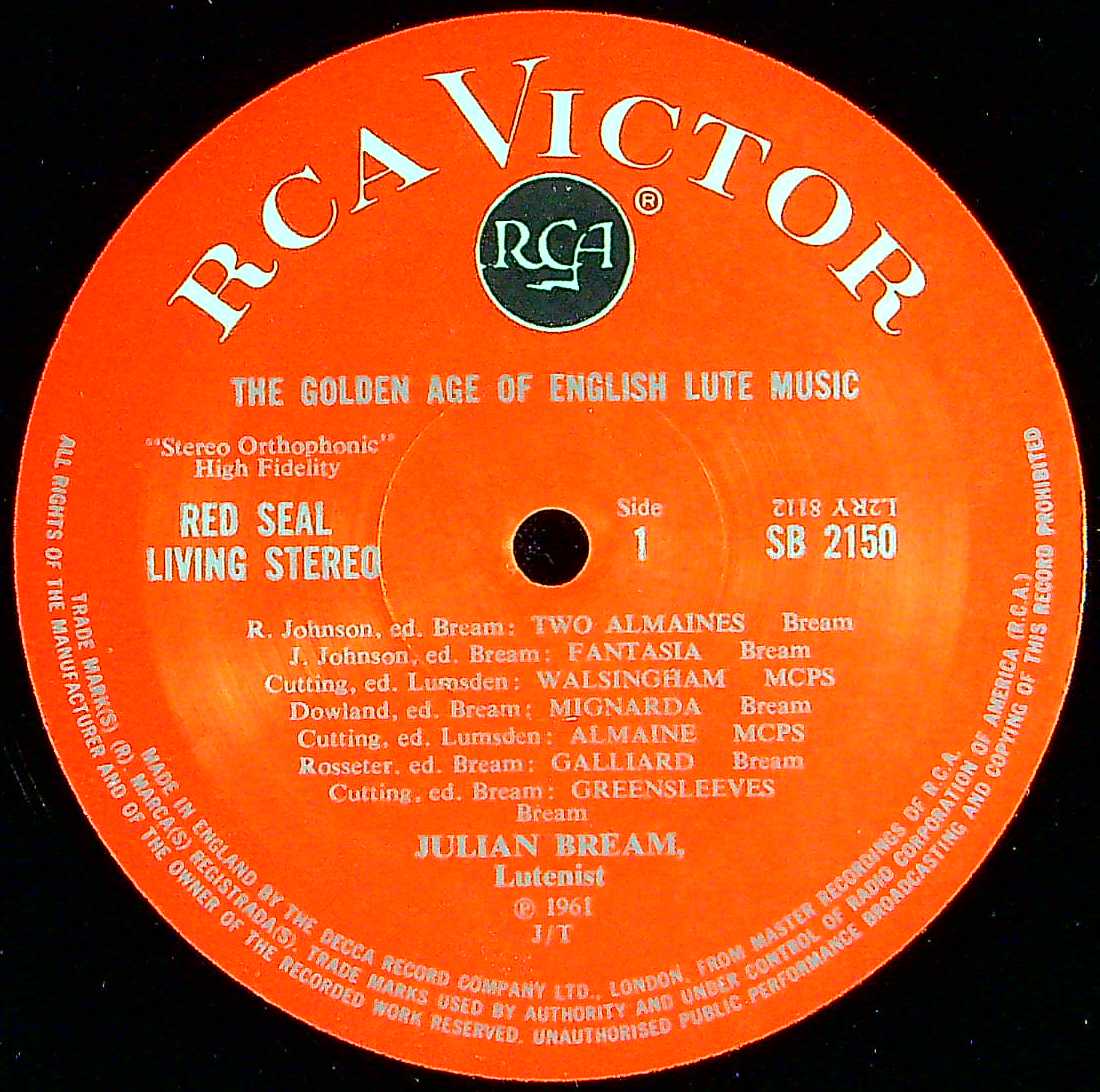 RCA VICTOR
RCA
®
THE GOLDEN AGE OF ENGLISH LUTE MUSIC
"Stereo Orthophonic"
High Fidelity
RED SEAL
LIVING STEREO
Side
1
L2RY 8112
SB 2150
R. Johnson, ed. Bream: TWO ALMAINES Bream
J. Johnson, ed. Bream: FANTASIA Bream
Cutting, ed. Lumsden: WALSINGHAM MCPS
Dowland, ed. Bream: MIGNARDA Bream
Cutting, ed. Lumsden: ALMAINE MCPS
Rosseter, ed. Bream: GALLIARD Bream
Cutting, ed. Bream: GREENSLEEVES
Bream
JULIAN BREAM,
Lutenist
℗ 1961
J/T
MADE IN ENGLAND BY THE DECCA RECORD COMPANY LTD., LONDON, FROM MASTER RECORDINGS OF R.C.A.
TRADE MARK(S) (R) MARCA(S) REGISTRADA(S). TRADE MARKS USED BY AUTHORITY AND UNDER CONTROL OF RADIO CORPORATION OF AMERICA (R.C.A.)
ALL RIGHTS OF THE MANUFACTURER AND OF THE OWNER OF THE RECORDED WORK RESERVED. UNAUTHORISED PUBLIC PERFORMANCE BROADCASTING AND COPYING OF THIS RECORD PROHIBITED